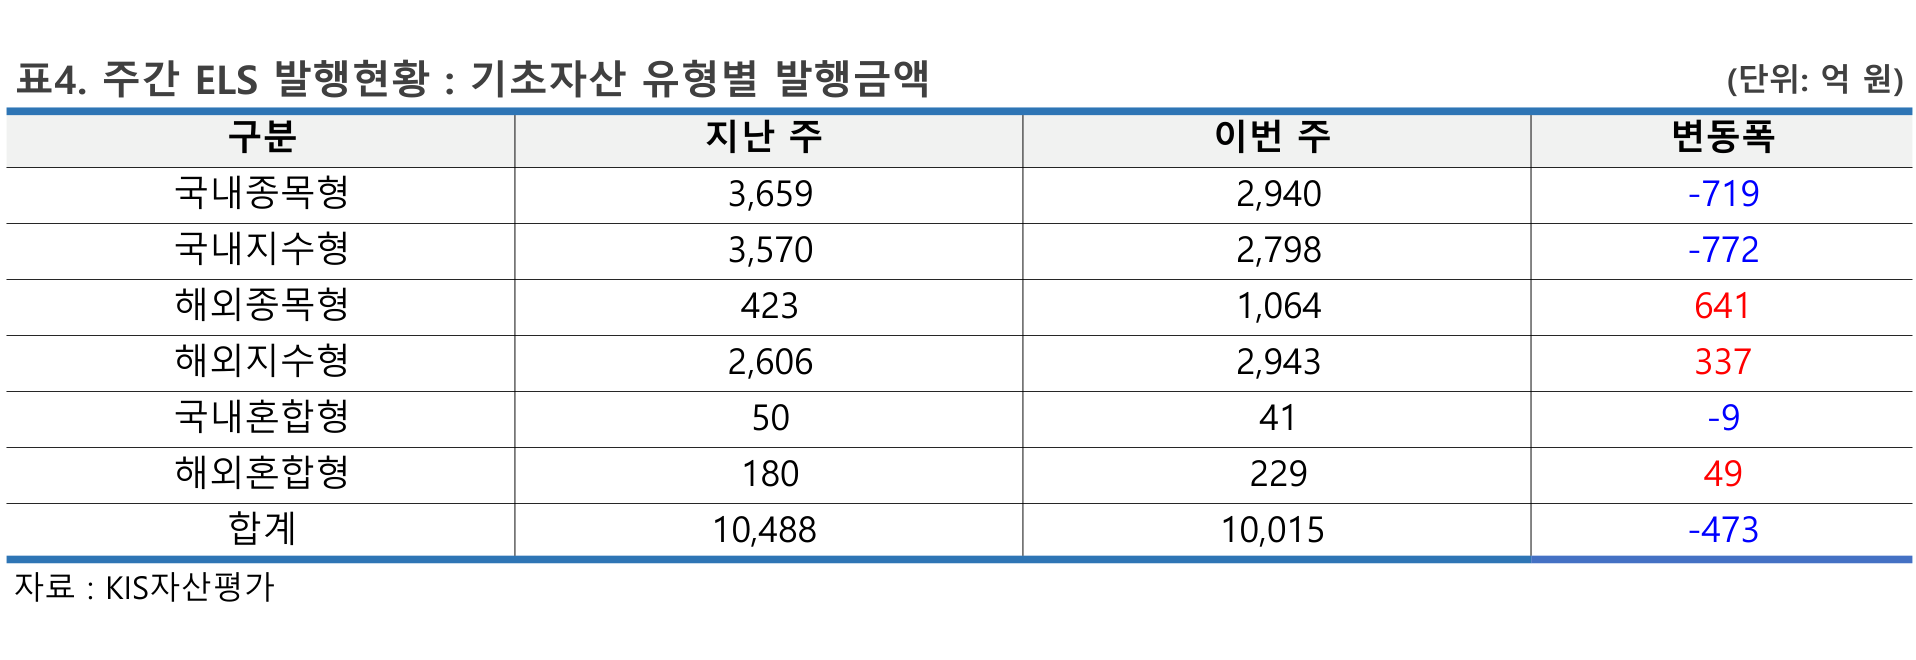 표4. 주간 ELS 발행현황 : 기초자산 유형별 발행금액 (단위: 억 원)
구분 지난 주 이번 주 변동폭
국내종목형 3,659 2,940 -719
국내지수형 3,570 2,798 -772
해외종목형 423 1,064 641
해외지수형 2,606 2,943 337
국내혼합형 50 41 -9
해외혼합형 180 229 49
합계 10,488 10,015 -473
자료 : KIS자산평가